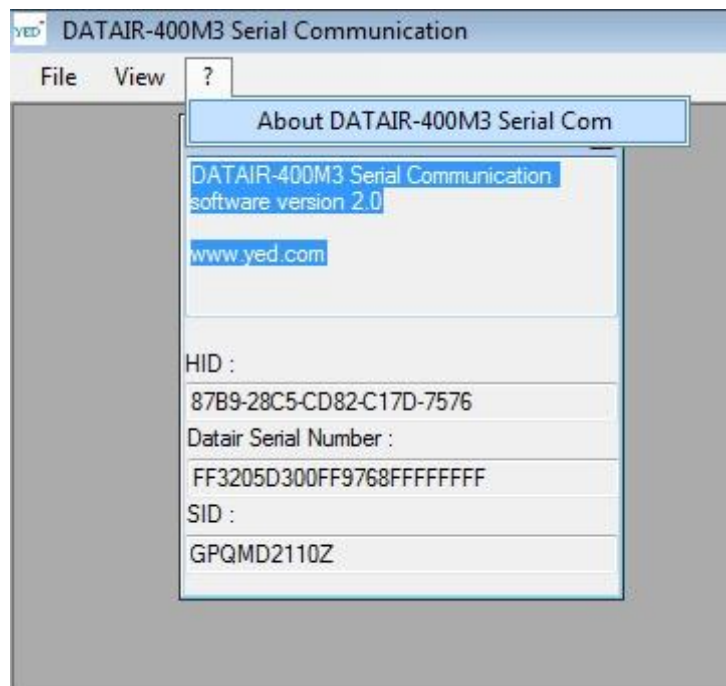 YED DATAIR-400M3 Serial Communication
File View ?
About DATAIR-400M3 Serial Com
DATAIR-400M3 Serial Communication
software version 2.0
www.yed.com
HID :
87B9-28C5-CD82-C17D-7576
Datair Serial Number :
FF3205D300FF9768FFFFFFFF
SID :
GPQMD2110Z